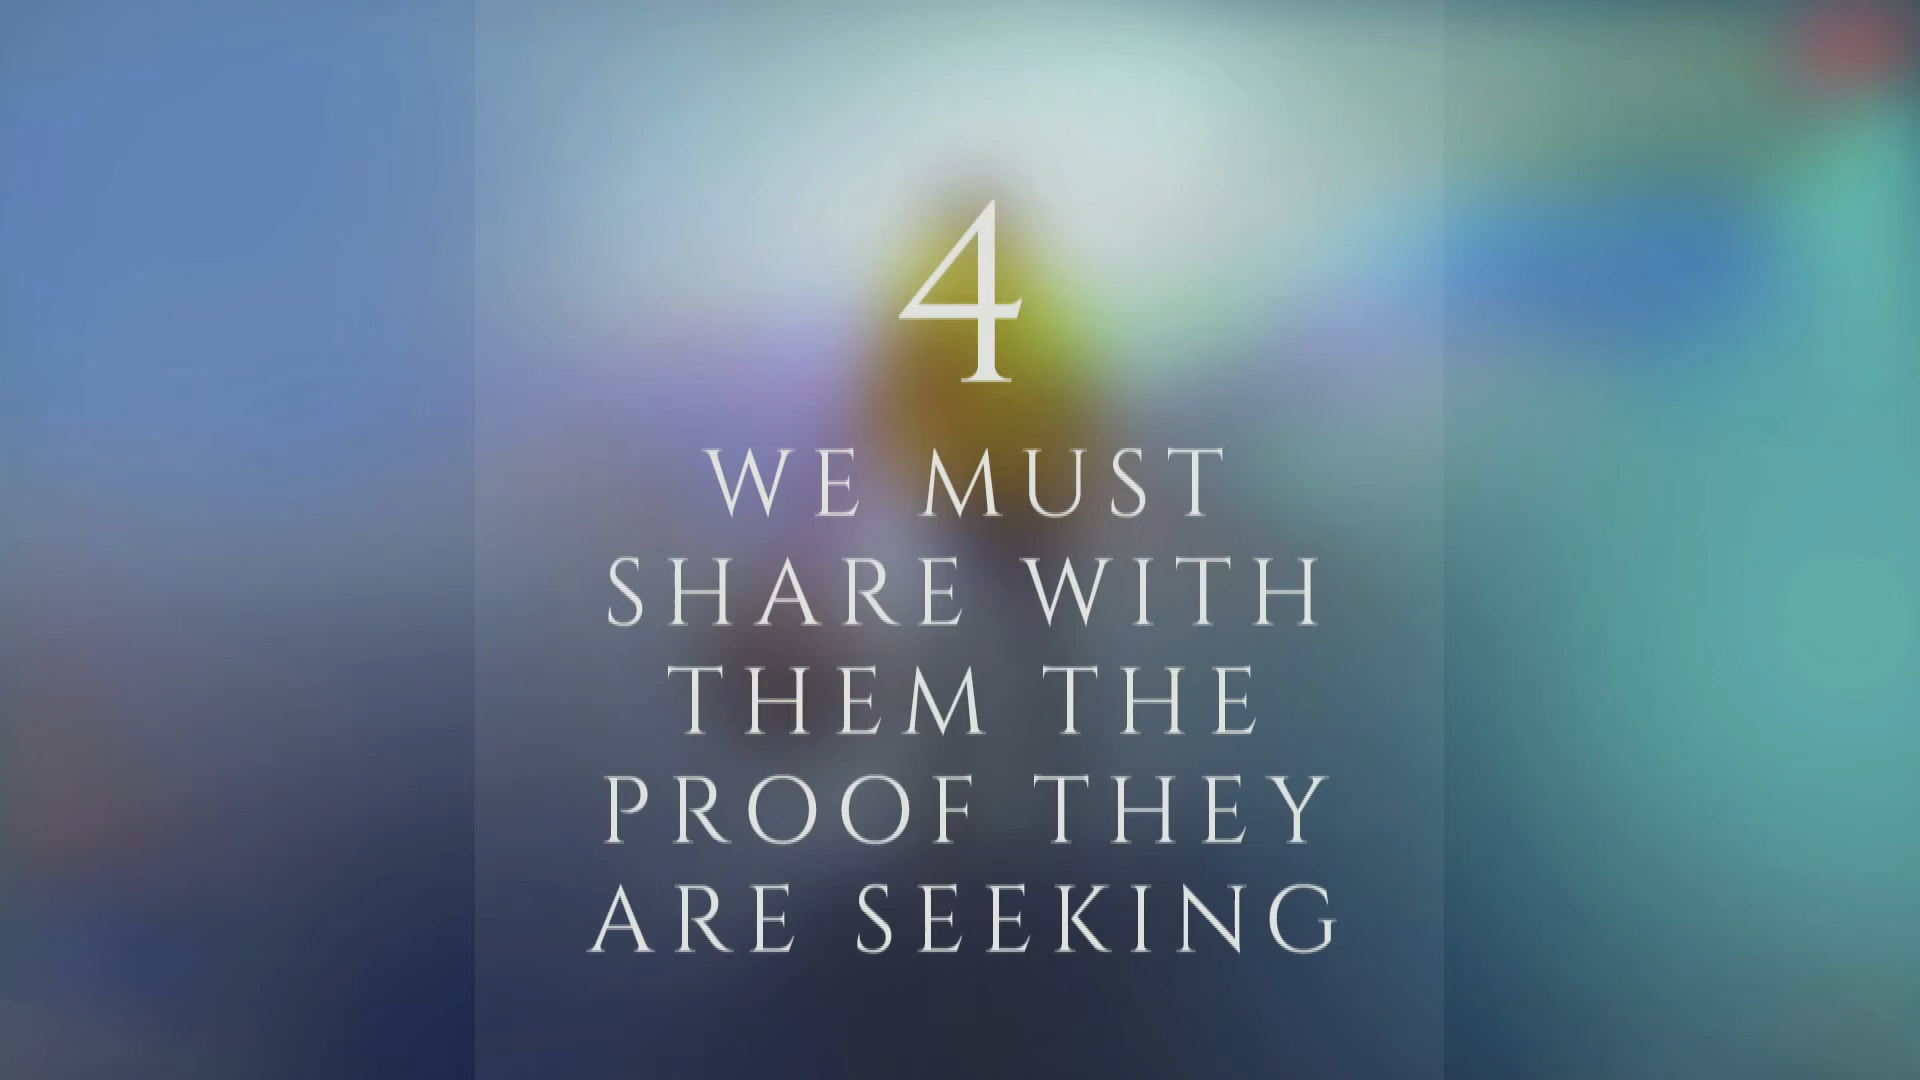 4
WE MUST
SHARE WITH
THEM THE
PROOF THEY
ARE SEEKING